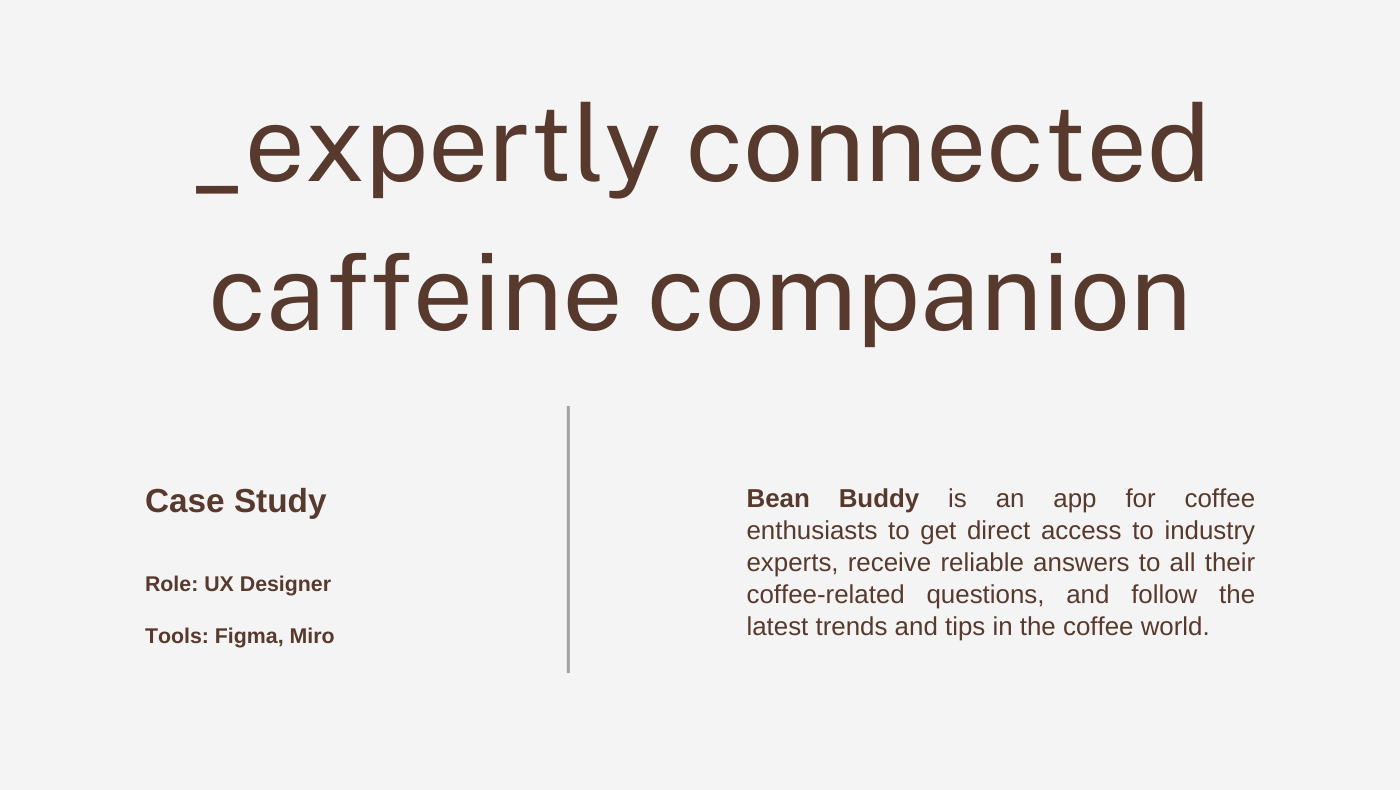 _expertly connected
caffeine companion
Case Study
Role: UX Designer
Tools: Figma, Miro
Bean Buddy is an app for coffee
enthusiasts to get direct access to industry
experts, receive reliable answers to all their
coffee-related questions, and follow the
latest trends and tips in the coffee world.